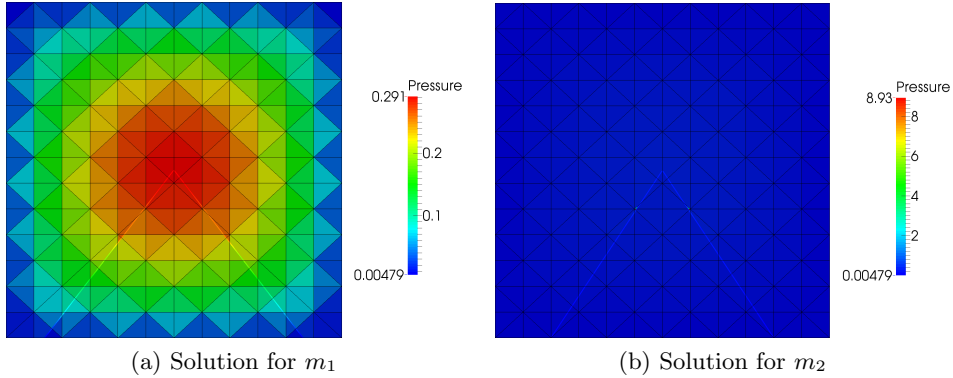 Pressure
0.291
0.2
0.1
0.00479
(a) Solution for m₁
Pressure
8.93
8
6
4
2
0.00479
(b) Solution for m₂